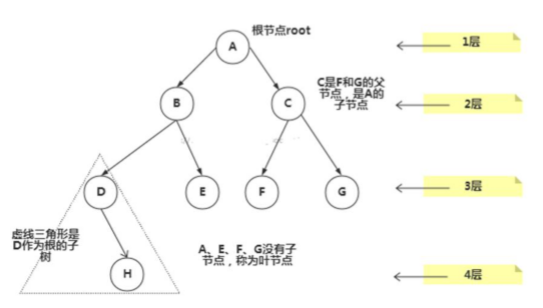 根节点root
A
1层
B
C
C是F和G的父
节点，是A的
子节点
2层
D
E
F
G
3层
虚线三角形是
D作为根的子
树
A、E、F、G没有子
节点，称为叶节点
H
4层